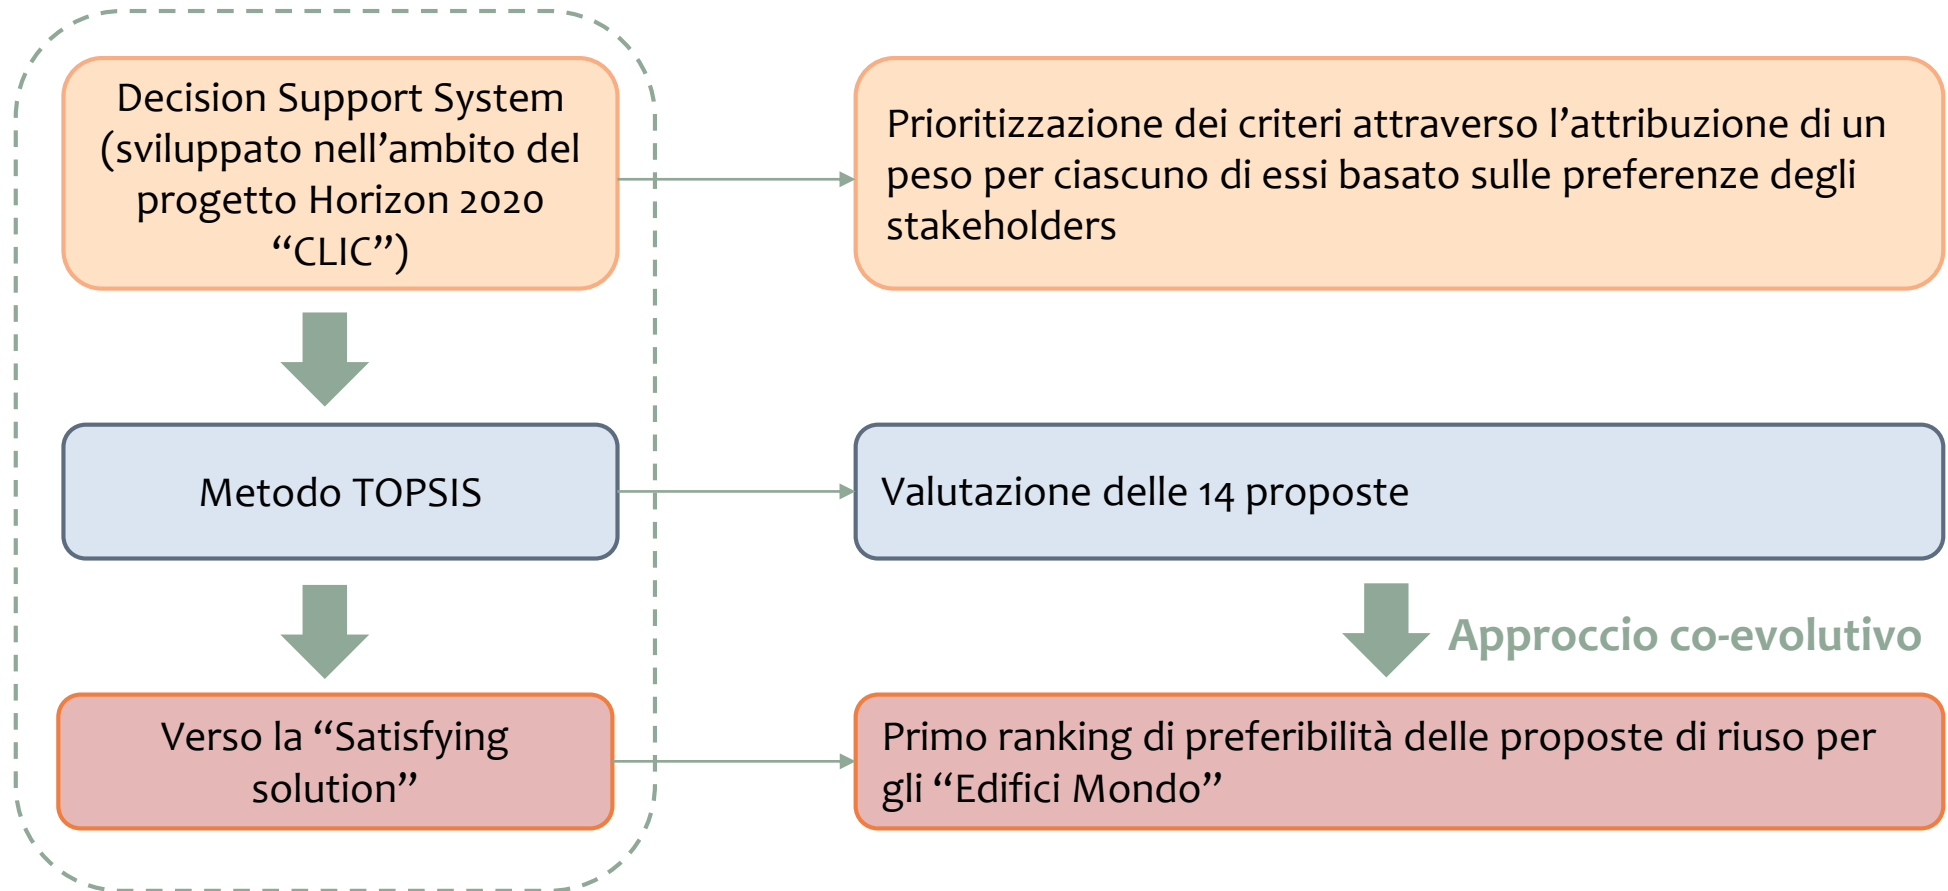 Decision Support System
(sviluppato nell’ambito del
progetto Horizon 2020
“CLIC”)
Prioritizzazione dei criteri attraverso l’attribuzione di un
peso per ciascuno di essi basato sulle preferenze degli
stakeholders
Metodo TOPSIS
Valutazione delle 14 proposte
Approccio co-evolutivo
Verso la “Satisfying
solution”
Primo ranking di preferibilità delle proposte di riuso per
gli “Edifici Mondo”